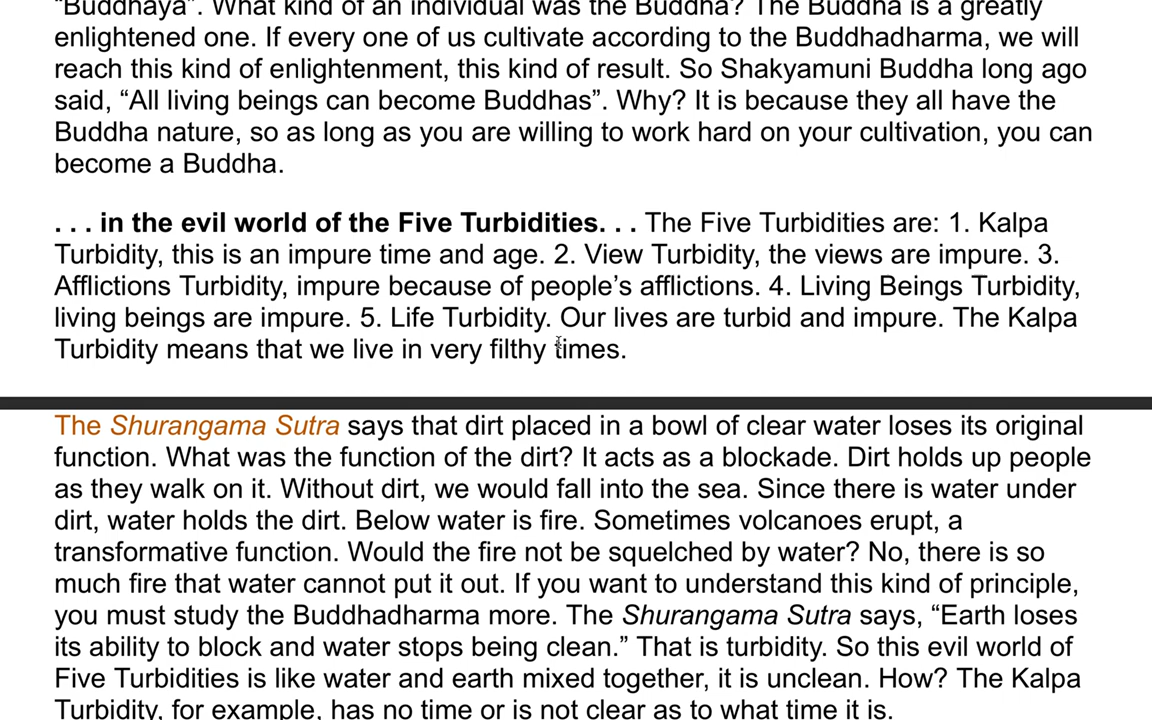 "Buddhaya". What kind of an individual was the Buddha? The Buddha is a greatly
enlightened one. If every one of us cultivate according to the Buddhadharma, we will
reach this kind of enlightenment, this kind of result. So Shakyamuni Buddha long ago
said, “All living beings can become Buddhas”. Why? It is because they all have the
Buddha nature, so as long as you are willing to work hard on your cultivation, you can
become a Buddha.
. . . in the evil world of the Five Turbidities. . . The Five Turbidities are: 1. Kalpa
Turbidity, this is an impure time and age. 2. View Turbidity, the views are impure. 3.
Afflictions Turbidity, impure because of people’s afflictions. 4. Living Beings Turbidity,
living beings are impure. 5. Life Turbidity. Our lives are turbid and impure. The Kalpa
Turbidity means that we live in very filthy times.
The Shurangama Sutra says that dirt placed in a bowl of clear water loses its original
function. What was the function of the dirt? It acts as a blockade. Dirt holds up people
as they walk on it. Without dirt, we would fall into the sea. Since there is water under
dirt, water holds the dirt. Below water is fire. Sometimes volcanoes erupt, a
transformative function. Would the fire not be squelched by water? No, there is so
much fire that water cannot put it out. If you want to understand this kind of principle,
you must study the Buddhadharma more. The Shurangama Sutra says, “Earth loses
its ability to block and water stops being clean.” That is turbidity. So this evil world of
Five Turbidities is like water and earth mixed together, it is unclean. How? The Kalpa
Turbidity, for example, has no time or is not clear as to what time it is.